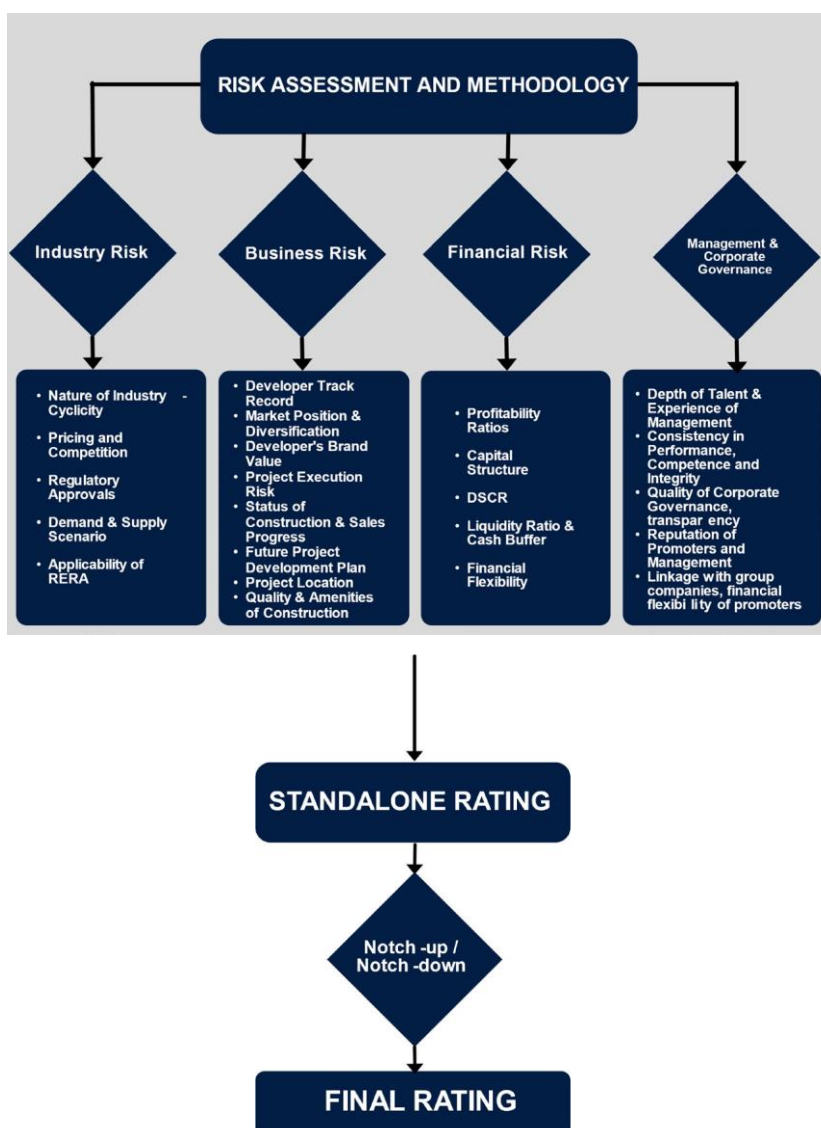 RISK ASSESSMENT AND METHODOLOGY
Industry Risk
Business Risk
Financial Risk
Management &
Corporate
Governance
• Nature of Industry -
Cyclicity
• Pricing and
Competition
• Regulatory
Approvals
• Demand & Supply
Scenario
• Applicability of
RERA
• Developer Track
Record
• Market Position &
Diversification
• Developer's Brand
Value
• Project Execution
Risk
• Status of
Construction & Sales
Progress
• Future Project
Development Plan
• Project Location
• Quality & Amenities
of Construction
• Profitability
Ratios
• Capital
Structure
• DSCR
• Liquidity Ratio &
Cash Buffer
• Financial
Flexibility
• Depth of Talent &
Experience of
Management
• Consistency in
Performance,
Competence and
Integrity
• Quality of Corporate
Governance,
transpar ency
• Reputation of
Promoters and
Management
• Linkage with group
companies, financial
flexibi lity of promoters
STANDALONE RATING
Notch -up /
Notch -down
FINAL RATING